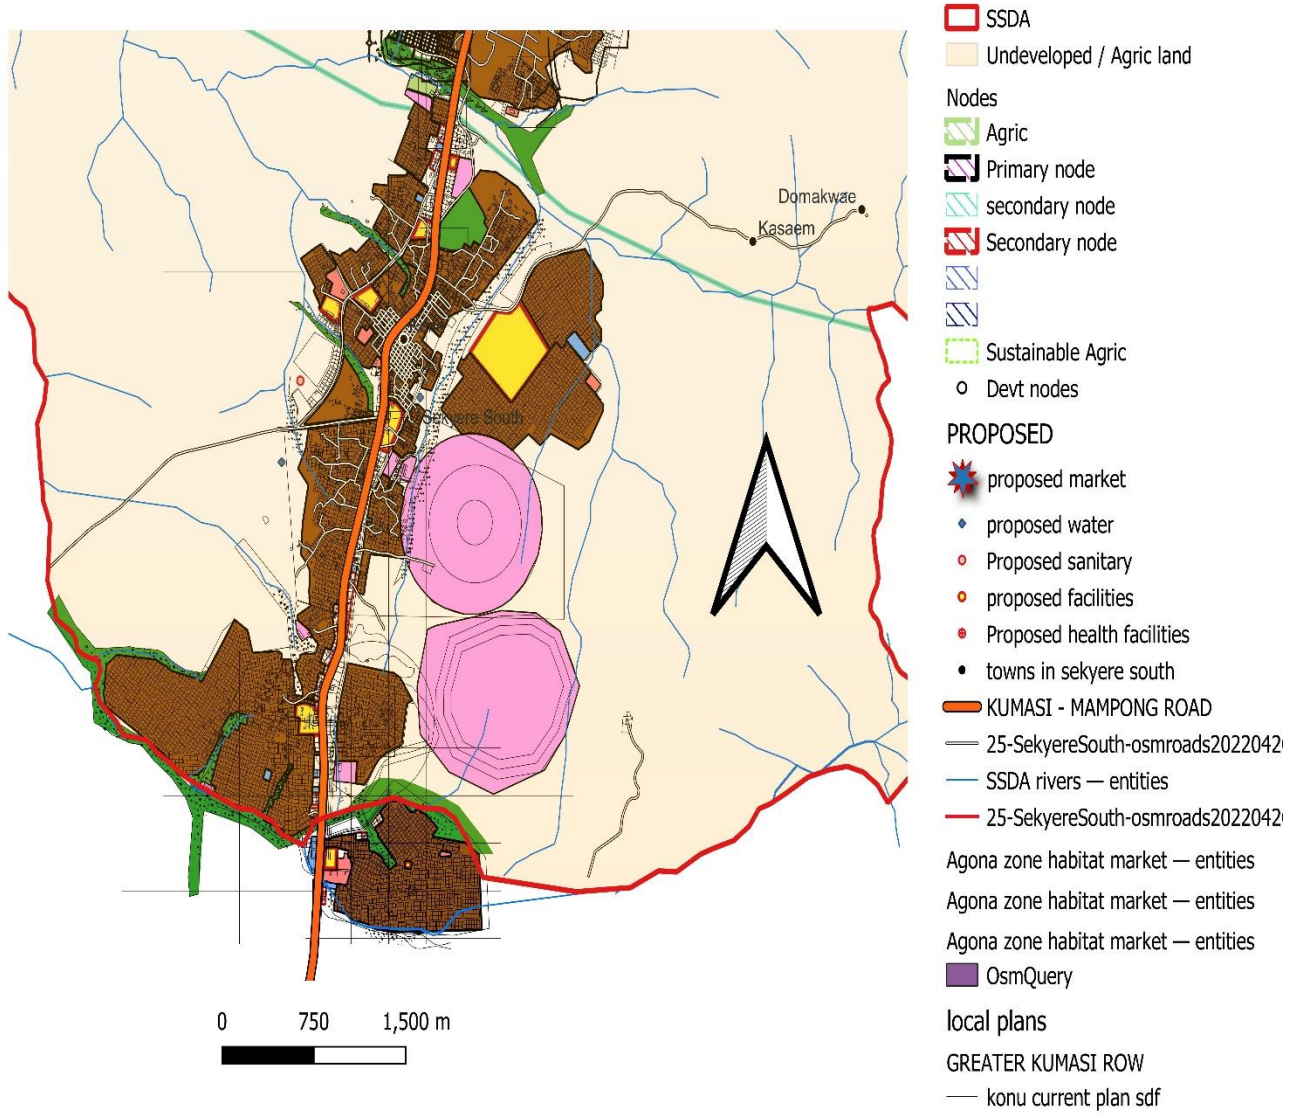 Domakwae
Kasaem
Sekyere South
0 750 1,500 m
SSDA
Undeveloped / Agric land
Nodes
Agric
Primary node
secondary node
Secondary node
Sustainable Agric
Devt nodes
PROPOSED
proposed market
proposed water
Proposed sanitary
proposed facilities
Proposed health facilities
towns in sekyere south
KUMASI - MAMPONG ROAD
25-SekyereSouth-osmroads2022042
SSDA rivers — entities
25-SekyereSouth-osmroads2022042
Agona zone habitat market — entities
Agona zone habitat market — entities
Agona zone habitat market — entities
OsmQuery
local plans
GREATER KUMASI ROW
konu current plan sdf